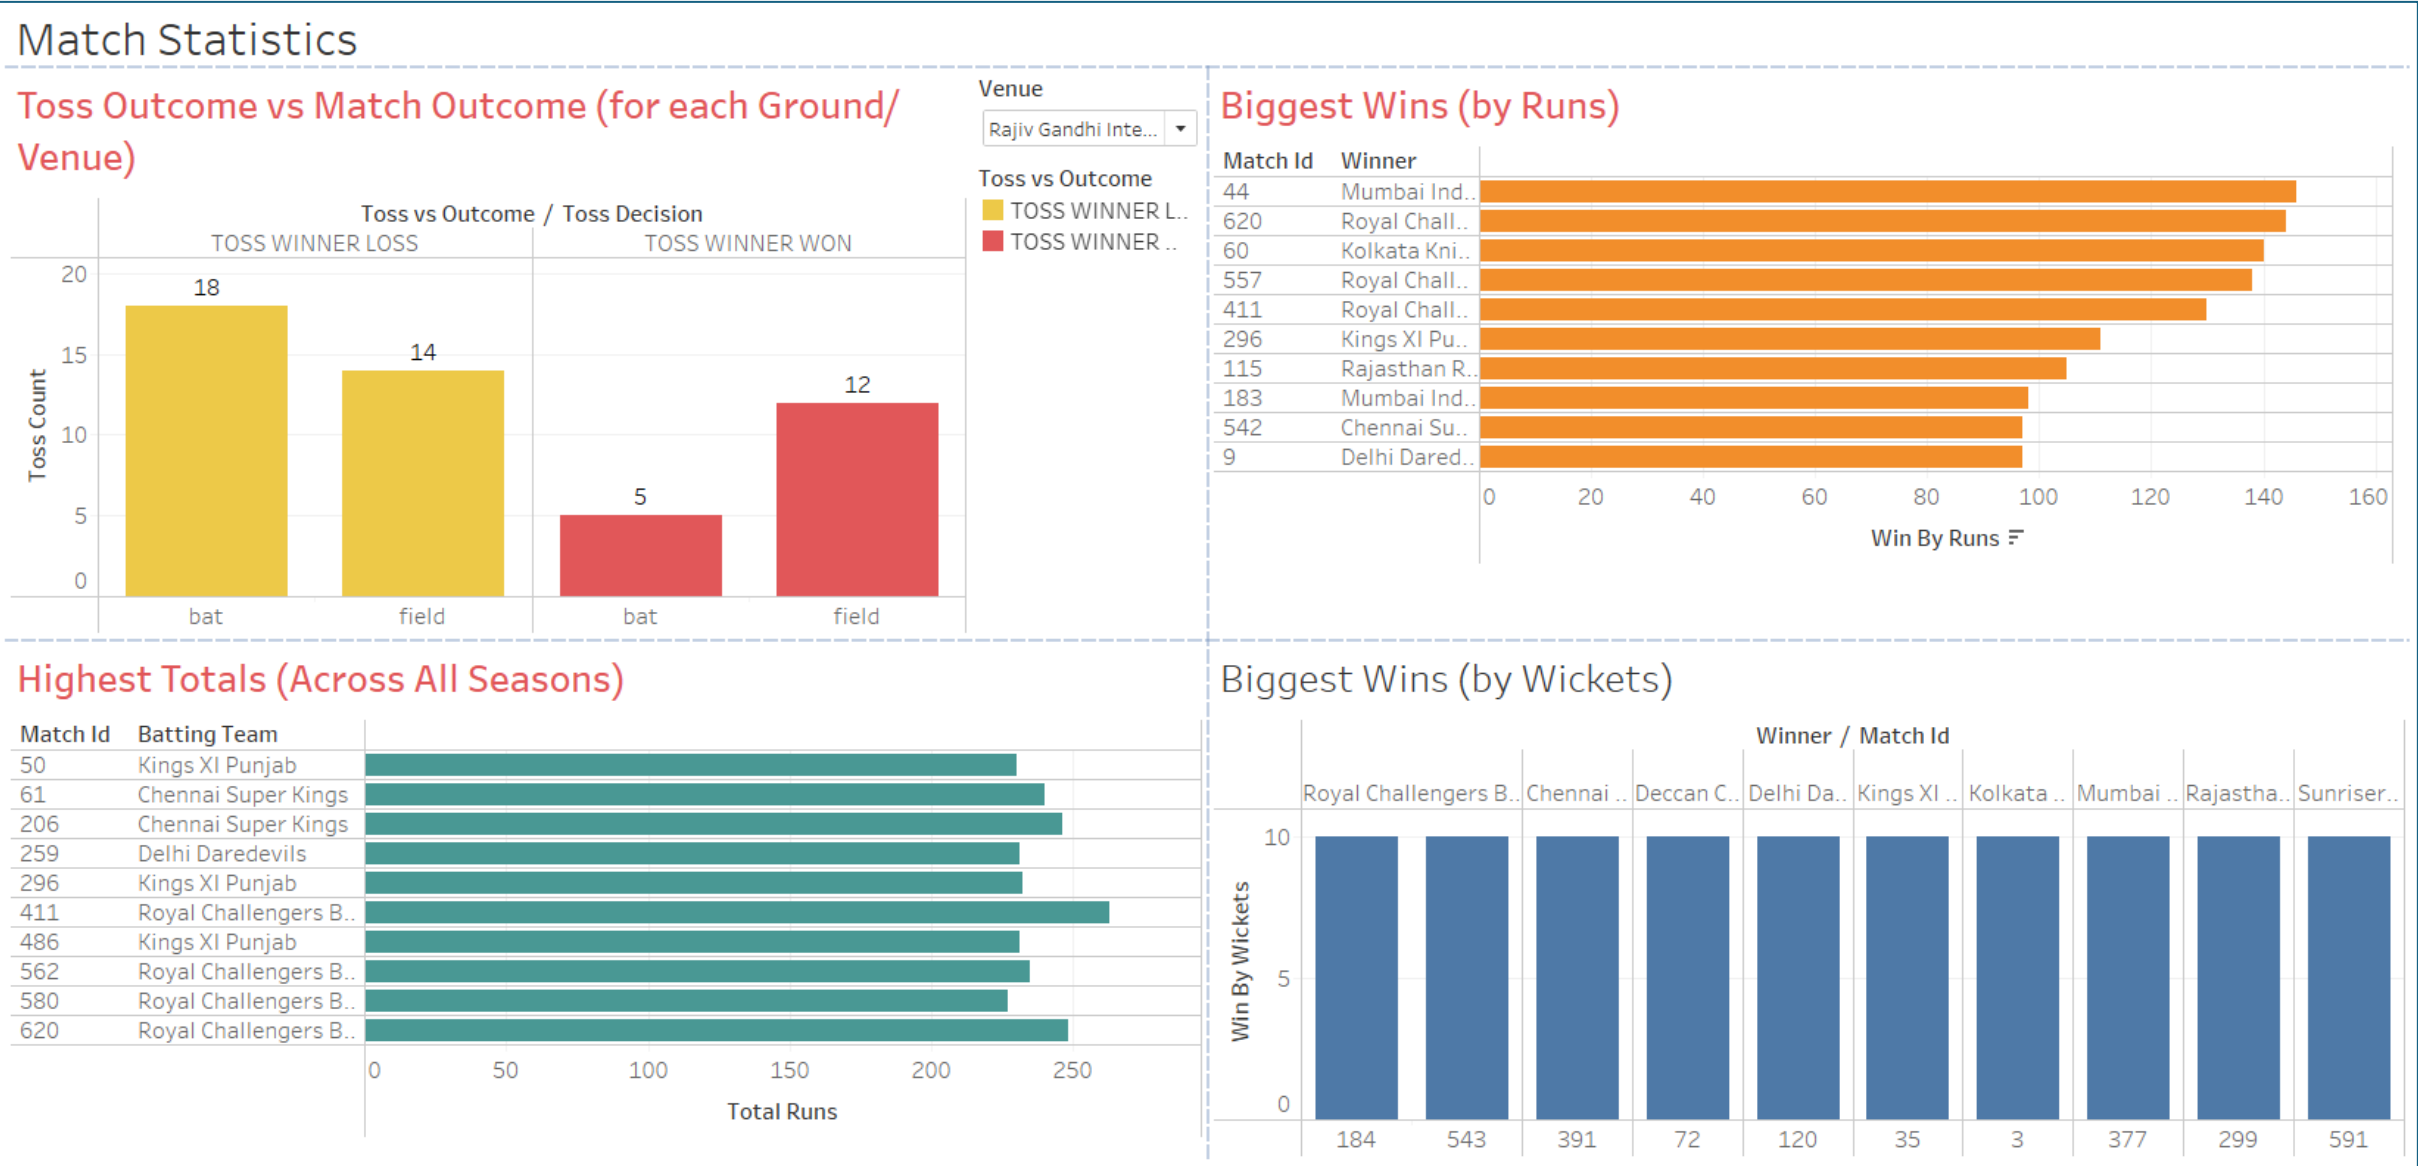 Match Statistics
Toss Outcome vs Match Outcome (for each Ground/
Venue)
Venue
Rajiv Gandhi Inte...
Toss vs Outcome
TOSS WINNER L..
TOSS WINNER ..
Toss vs Outcome / Toss Decision
TOSS WINNER LOSS TOSS WINNER WON
Toss Count
20
15
10
5
0
18
14
5
12
bat field bat field
Biggest Wins (by Runs)
Match Id Winner
44 Mumbai Ind..
620 Royal Chall..
60 Kolkata Kni..
557 Royal Chall..
411 Royal Chall..
296 Kings XI Pu..
115 Rajasthan R..
183 Mumbai Ind..
542 Chennai Su..
9 Delhi Dared..
0 20 40 60 80 100 120 140 160
Win By Runs
Highest Totals (Across All Seasons)
Match Id Batting Team
50 Kings XI Punjab
61 Chennai Super Kings
206 Chennai Super Kings
259 Delhi Daredevils
296 Kings XI Punjab
411 Royal Challengers B..
486 Kings XI Punjab
562 Royal Challengers B..
580 Royal Challengers B..
620 Royal Challengers B..
0 50 100 150 200 250
Total Runs
Biggest Wins (by Wickets)
Winner / Match Id
Royal Challengers B.. Chennai .. Deccan C.. Delhi Da.. Kings XI .. Kolkata .. Mumbai .. Rajastha.. Sunriser..
Win By Wickets
10
5
0
184 543 391 72 120 35 3 377 299 591